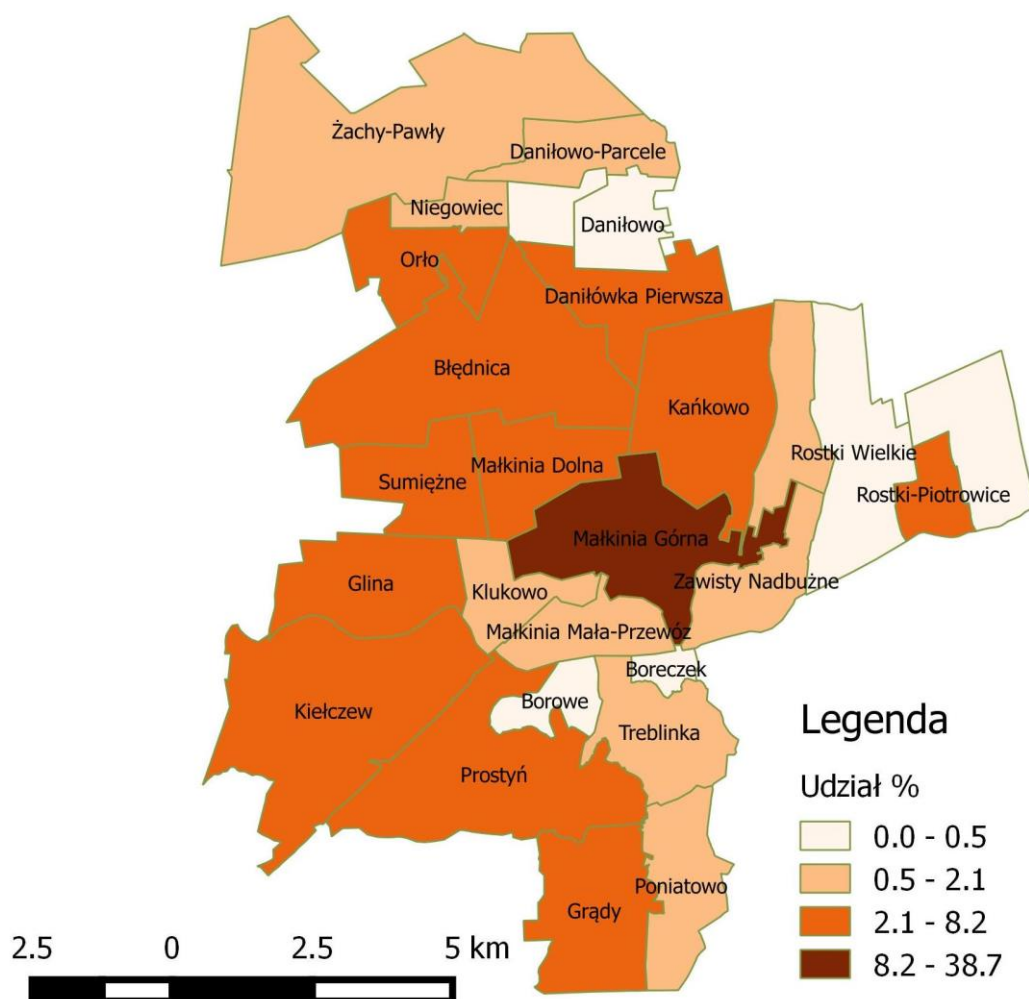 Żachy-Pawły
Daniłowo-Parcele
Niegowiec
Daniłowo
Orło
Daniłówka Pierwsza
Błędnica
Kańkowo
Rostki Wielkie
Sumiężne
Małkinia Dolna
Rostki-Piotrowice
Małkinia Górna
Glina
Klukowo
Zawisty Nadbużne
Małkinia Mała-Przewóz
Boreczek
Kiełczew
Borowe
Treblinka
Prostyń
Poniatowo
Grądy
Legenda
Udział %
0.0 - 0.5
0.5 - 2.1
2.1 - 8.2
8.2 - 38.7
2.5 0 2.5 5 km